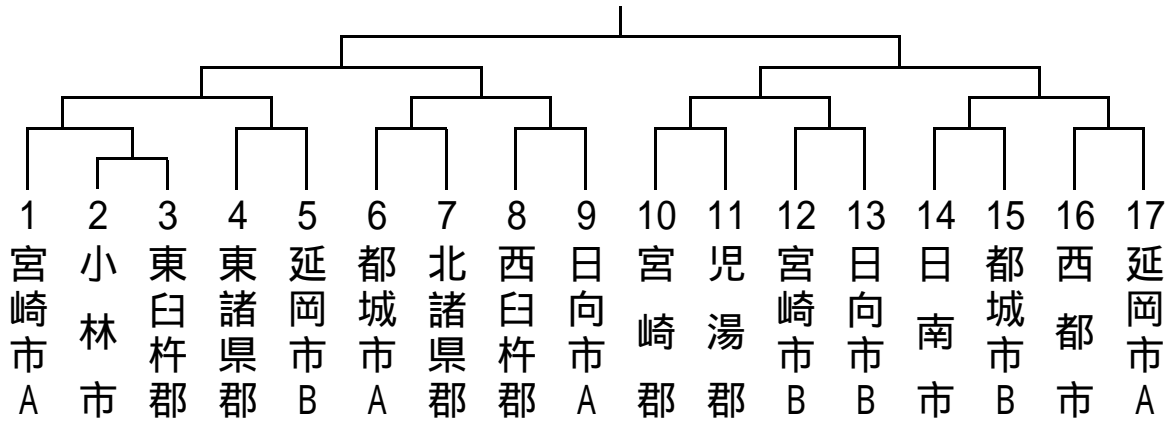 1 2 3 4 5 6 7 8 9 10 11 12 13 14 15 16 17
宮崎市A
小林市
東臼杵郡
東諸県郡
延岡市B
都城市A
北諸県郡
西臼杵郡
日向市A
宮崎郡
児湯郡
宮崎市B
日向市B
日南市
都城市B
西都市
延岡市A